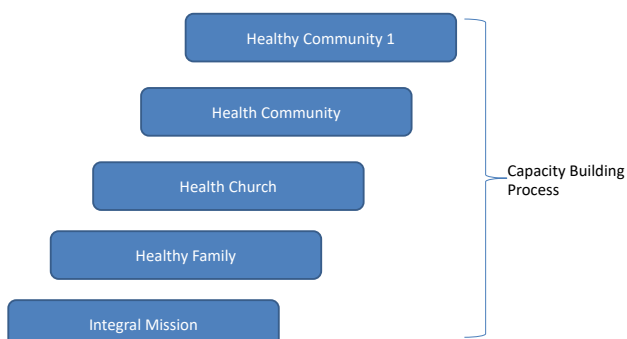 Healthy Community 1
Health Community
Health Church
Healthy Family
Integral Mission
Capacity Building
Process